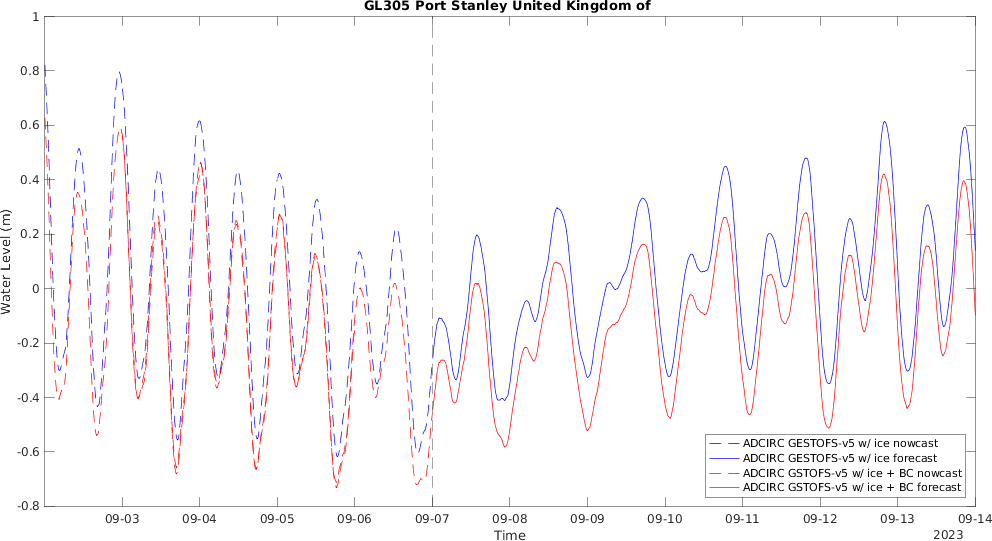 GL305 Port Stanley United Kingdom of
1
0.8
0.6
0.4
0.2
0
-0.2
-0.4
-0.6
-0.8
Water Level (m)
ADCIRC GESTOFS-v5 w/ ice nowcast
ADCIRC GESTOFS-v5 w/ ice forecast
ADCIRC GSTOFS-v5 w/ ice + BC nowcast
ADCIRC GSTOFS-v5 w/ ice + BC forecast
09-03 09-04 09-05 09-06 09-07 09-08 09-09 09-10 09-11 09-12 09-13 09-14
Time
2023